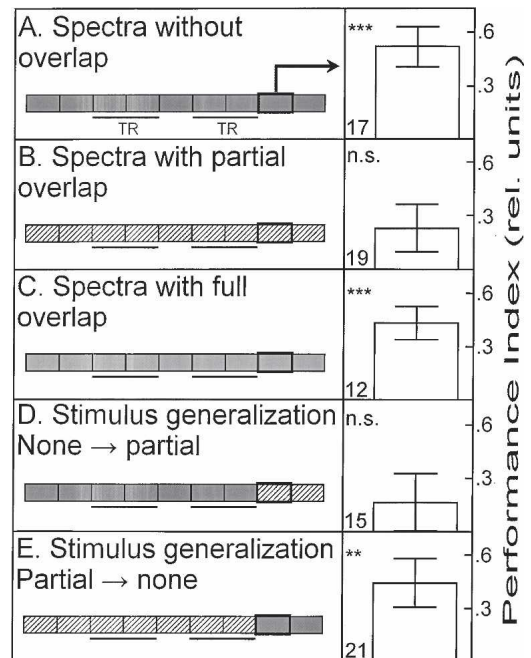 A. Spectra without
overlap
TR TR
***
17
.6
.3
B. Spectra with partial
overlap
n.s.
19
.6
.3
C. Spectra with full
overlap
***
12
.6
.3
D. Stimulus generalization
None → partial
n.s.
15
.6
.3
E. Stimulus generalization
Partial → none
**
21
.6
.3
Performance Index (rel. units)